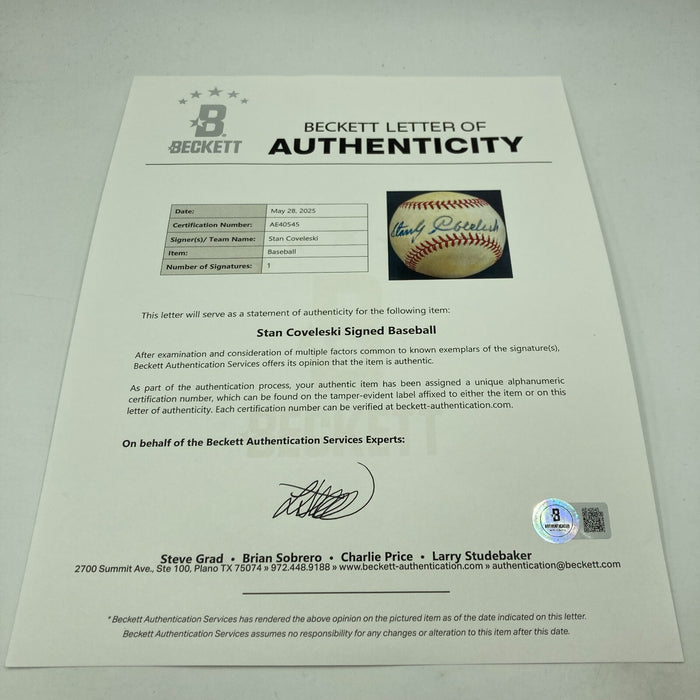 B
BECKETT
BECKETT LETTER OF
AUTHENTICITY
Date: May 28, 2025
Certification Number: AE40545
Signer(s)/ Team Name: Stan Coveleski
Item: Baseball
Number of Signatures: 1
Stanley Coveleski
This letter will serve as a statement of authenticity for the following item:
Stan Coveleski Signed Baseball
After examination and consideration of multiple factors common to known exemplars of the signature(s),
Beckett Authentication Services offers its opinion that the item is authentic.
As part of the authentication process, your authentic item has been assigned a unique alphanumeric
certification number, which can be found on the tamper-evident label affixed to either the item or on this
letter of authenticity. Each certification number can be verified at beckett-authentication.com.
BECKETT
On behalf of the Beckett Authentication Services Experts:
B
Steve Grad • Brian Sobrero • Charlie Price • Larry Studebaker
2700 Summit Ave., Ste 100, Plano TX 75074 » 972.448.9188 » www.beckett-authentication.com » authentication@beckett.com
*Beckett Authentication Services has rendered the above opinion on the pictured item as of the date indicated on this letter.
Beckett Authentication Services assumes no responsibility for any changes or alteration to this item after this date.